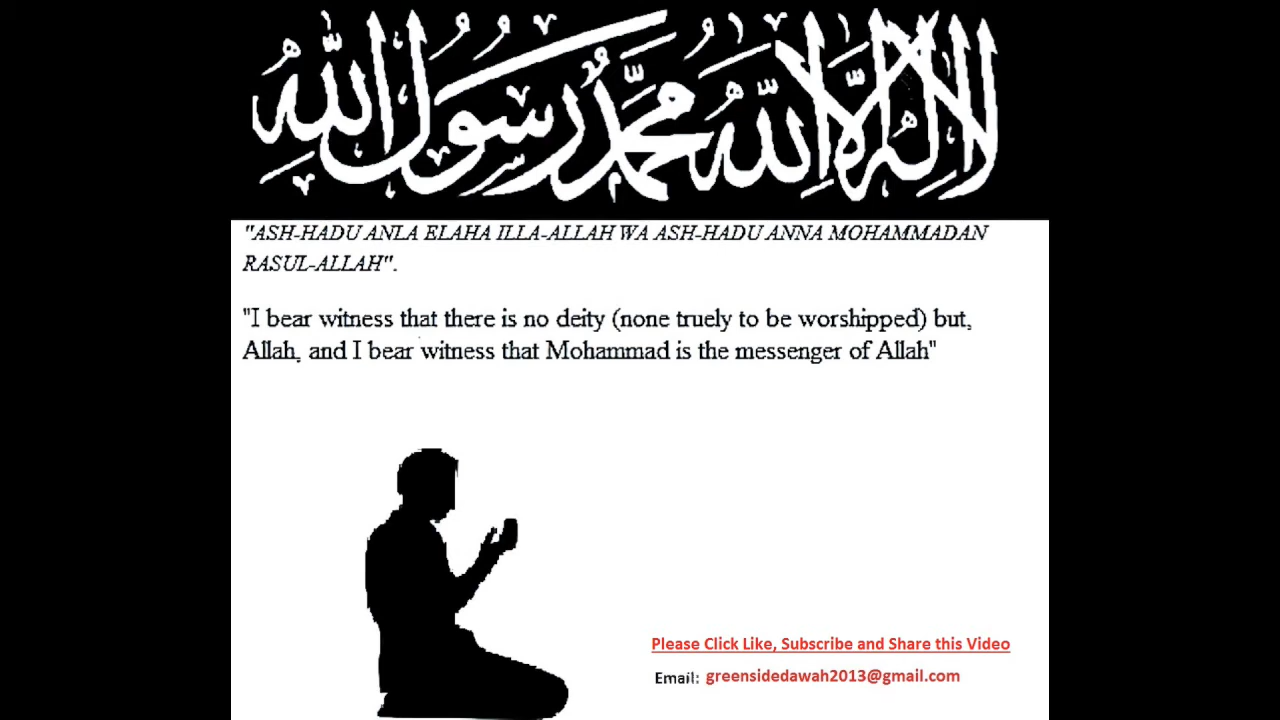 لا إله إلا الله محمد رسول الله
"ASH-HADU ANLA ELAHA ILLA-ALLAH WA ASH-HADU ANNA MOHAMMADAN
RASUL-ALLAH".
"I bear witness that there is no deity (none truely to be worshipped) but,
Allah, and I bear witness that Mohammad is the messenger of Allah"
Please Click Like, Subscribe and Share this Video
Email: greensidedawah2013@gmail.com